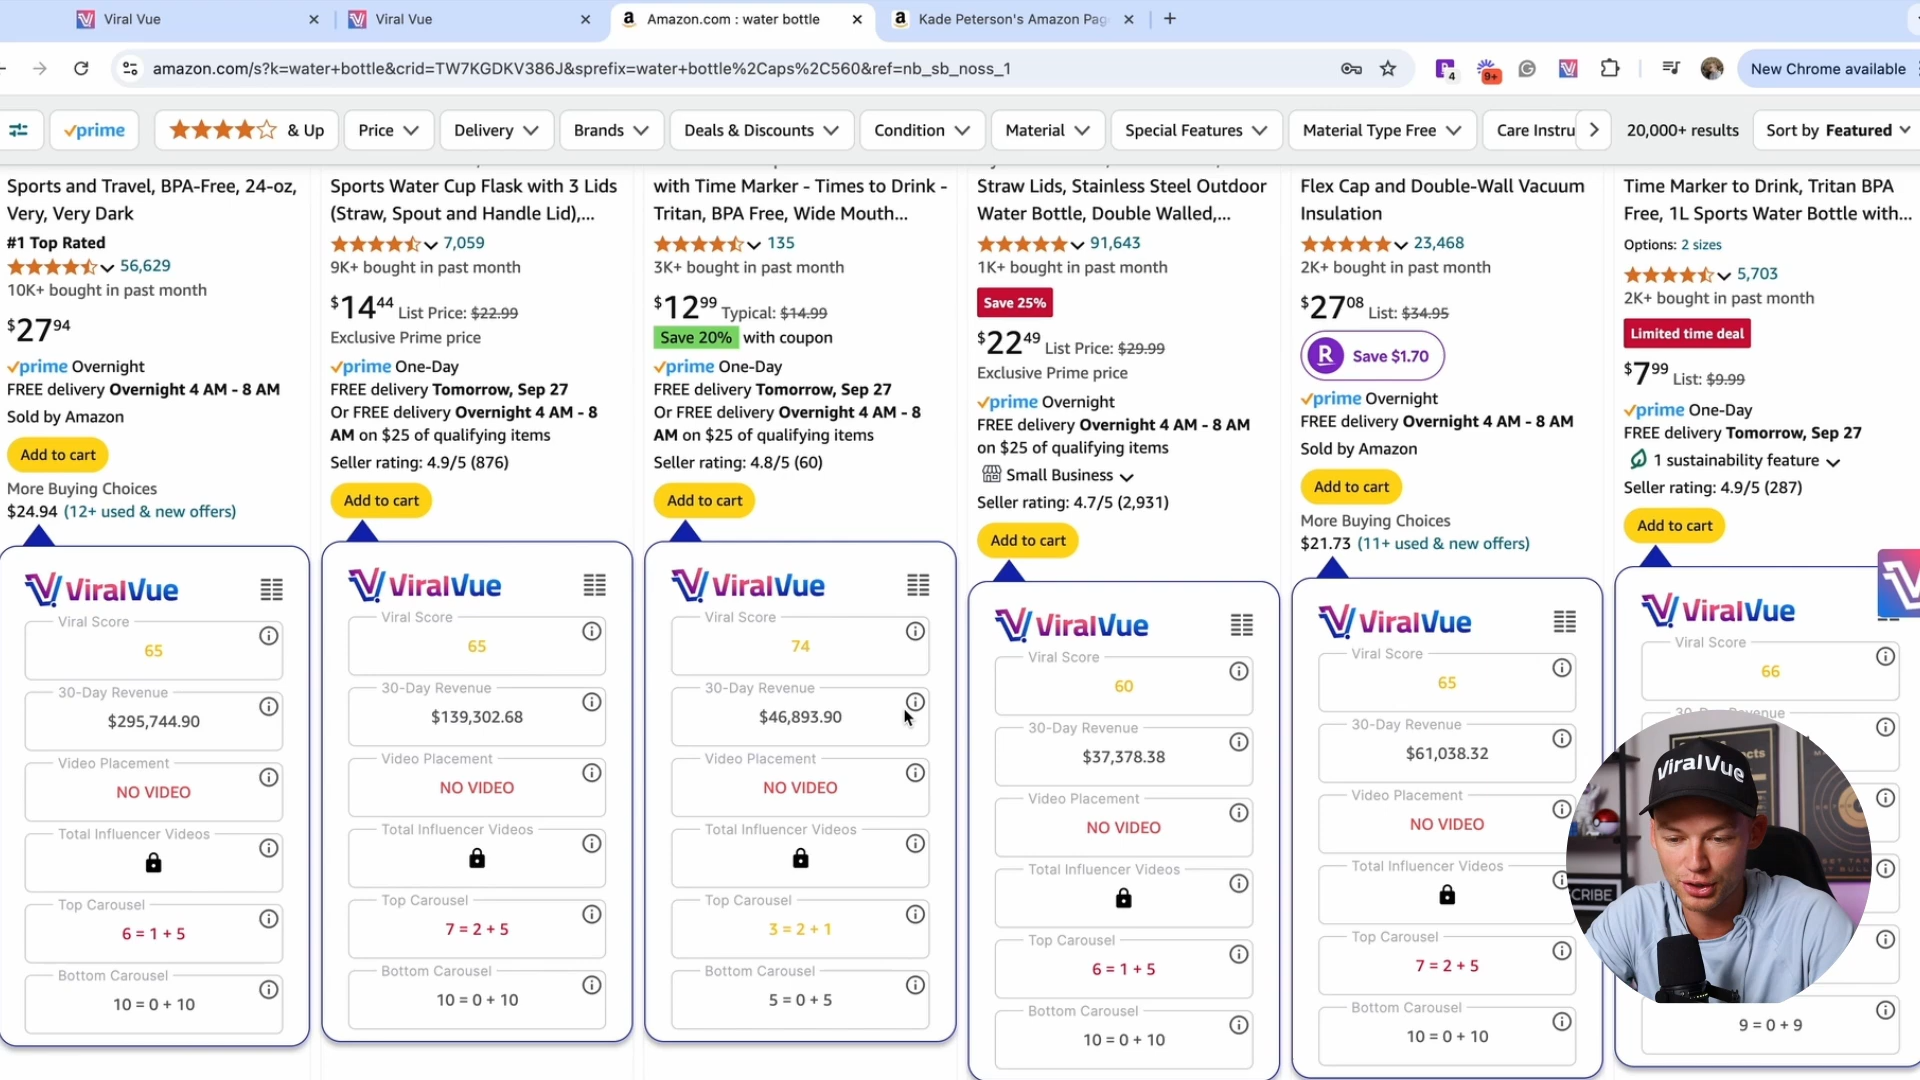 Viral Vue
Viral Vue
Amazon.com : water bottle
Kade Peterson's Amazon Pag
amazon.com/s?k=water+bottle&crid=TW7KGDKV386J&sprefix=water+bottle%2Caps%2C560&ref=nb_sb_noss_1
4
9+
New Chrome available
prime
& Up
Price
Delivery
Brands
Deals & Discounts
Condition
Material
Special Features
Material Type Free
Care Instru
20,000+ results
Sort by Featured
Sports and Travel, BPA-Free, 24-oz,
Very, Very Dark
#1 Top Rated
56,629
10K+ bought in past month
$27 94
prime Overnight
FREE delivery Overnight 4 AM - 8 AM
Sold by Amazon
Add to cart
More Buying Choices
$24.94 (12+ used & new offers)
ViralVue
Viral Score
65
30-Day Revenue
$295,744.90
Video Placement
NO VIDEO
Total Influencer Videos
Top Carousel
6 = 1 + 5
Bottom Carousel
10 = 0 + 10
Sports Water Cup Flask with 3 Lids
(Straw, Spout and Handle Lid),...
7,059
9K+ bought in past month
$14 44 List Price: $22.99
Exclusive Prime price
prime One-Day
FREE delivery Tomorrow, Sep 27
Or FREE delivery Overnight 4 AM - 8
AM on $25 of qualifying items
Seller rating: 4.9/5 (876)
Add to cart
ViralVue
Viral Score
65
30-Day Revenue
$139,302.68
Video Placement
NO VIDEO
Total Influencer Videos
Top Carousel
7 = 2 + 5
Bottom Carousel
10 = 0 + 10
with Time Marker - Times to Drink -
Tritan, BPA Free, Wide Mouth...
135
3K+ bought in past month
$12 99 Typical: $14.99
Save 20% with coupon
prime One-Day
FREE delivery Tomorrow, Sep 27
Or FREE delivery Overnight 4 AM - 8
AM on $25 of qualifying items
Seller rating: 4.8/5 (60)
Add to cart
ViralVue
Viral Score
74
30-Day Revenue
$46,893.90
Video Placement
NO VIDEO
Total Influencer Videos
Top Carousel
3 = 2 + 1
Bottom Carousel
5 = 0 + 5
Straw Lids, Stainless Steel Outdoor
Water Bottle, Double Walled,...
91,643
1K+ bought in past month
Save 25%
$22 49 List Price: $29.99
Exclusive Prime price
prime Overnight
FREE delivery Overnight 4 AM - 8 AM
on $25 of qualifying items
Small Business
Seller rating: 4.7/5 (2,931)
Add to cart
ViralVue
Viral Score
60
30-Day Revenue
$37,378.38
Video Placement
NO VIDEO
Total Influencer Videos
Top Carousel
6 = 1 + 5
Bottom Carousel
10 = 0 + 10
Flex Cap and Double-Wall Vacuum
Insulation
23,468
2K+ bought in past month
$27 08 List: $34.95
R Save $1.70
prime Overnight
FREE delivery Overnight 4 AM - 8 AM
Sold by Amazon
Add to cart
More Buying Choices
$21.73 (11+ used & new offers)
ViralVue
Viral Score
65
30-Day Revenue
$61,038.32
Video Placement
NO VIDEO
Total Influencer Videos
Top Carousel
7 = 2 + 5
Bottom Carousel
10 = 0 + 10
Time Marker to Drink, Tritan BPA
Free, 1L Sports Water Bottle with...
Options: 2 sizes
5,703
2K+ bought in past month
Limited time deal
$7 99 List: $9.99
prime One-Day
FREE delivery Tomorrow, Sep 27
1 sustainability feature
Seller rating: 4.9/5 (287)
Add to cart
ViralVue
Viral Score
66
30-Day Revenue
9 = 0 + 9
ViralVue
CRIBE